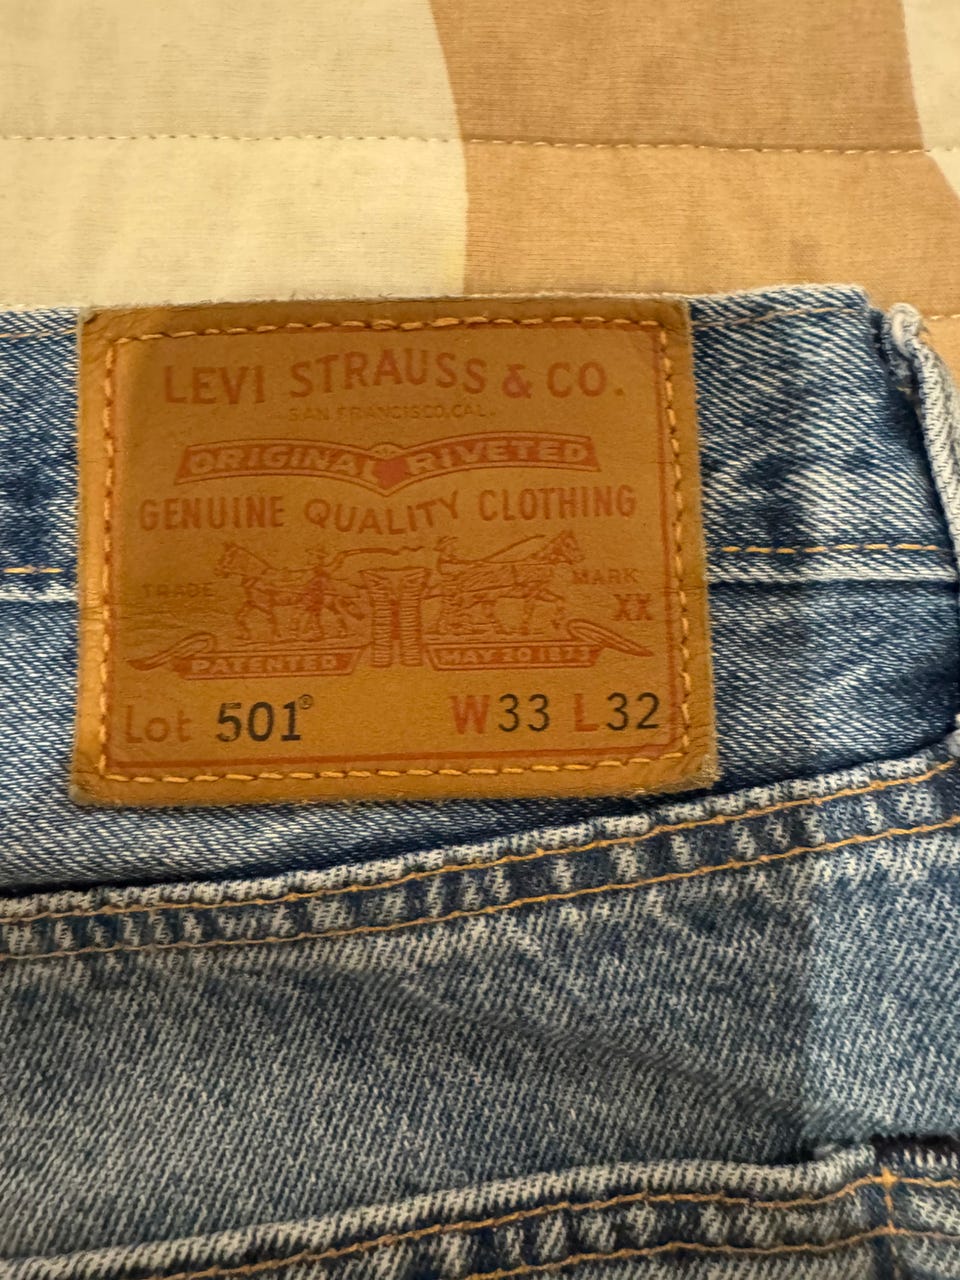 LEVI STRAUSS & CO.
SAN FRANCISCO, CAL.
ORIGINAL RIVETED
GENUINE QUALITY CLOTHING
TRADE MARK
XX
PATENTED MAY 20 1873
Lot 501® W33 L32